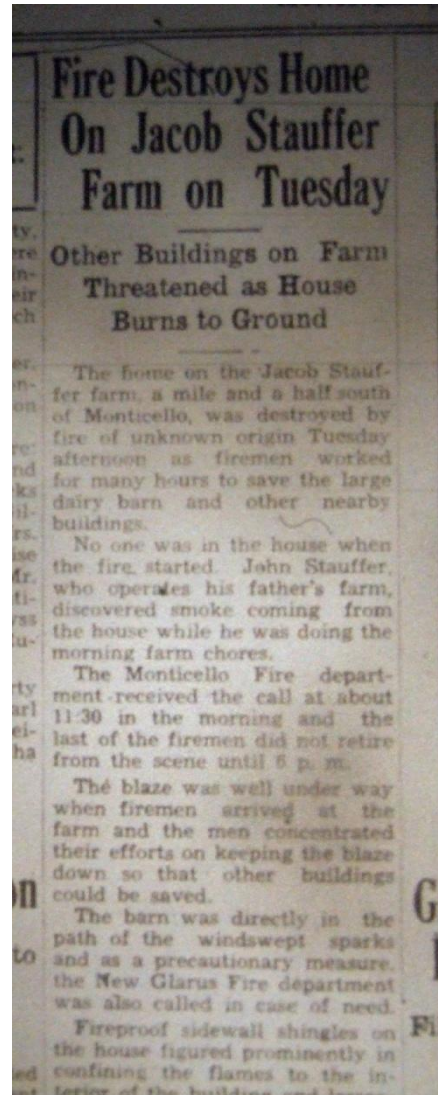 Fire Destroys Home
On Jacob Stauffer
Farm on Tuesday
Other Buildings on Farm
Threatened as House
Burns to Ground
The home on the Jacob Stauf-
fer farm, a mile and a half south
of Monticello, was destroyed by
fire of unknown origin Tuesday
afternoon as firemen worked
for many hours to save the large
dairy barn and other nearby
buildings.
No one was in the house when
the fire started. John Stauffer,
who operates his father's farm,
discovered smoke coming from
the house while he was doing the
morning farm chores.
The Monticello Fire depart-
ment received the call at about
11:30 in the morning and the
last of the firemen did not retire
from the scene until 6 p. m.
The blaze was well under way
when firemen arrived at the
farm and the men concentrated
their efforts on keeping the blaze
down so that other buildings
could be saved.
The barn was directly in the
path of the windswept sparks
and as a precautionary measure,
the New Glarus Fire department
was also called in case of need.
Fireproof sidewall shingles on
the house figured prominently in
confining the flames to the in-
terior of the building and